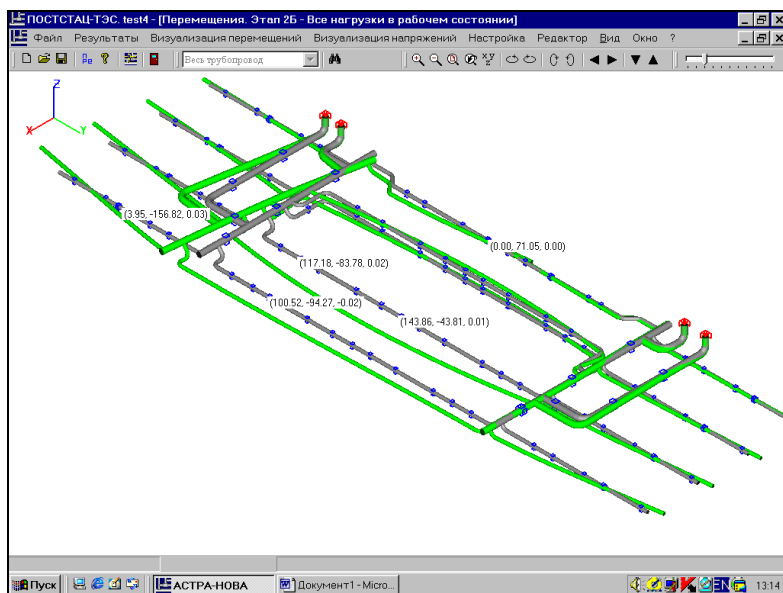 ПОСТСТАЦ-ТЭС. test4 - [Перемещения. Этап 2Б - Все нагрузки в рабочем состоянии]
Файл Результаты Визуализация перемещений Визуализация напряжений Настройка Редактор Вид Окно ?
Весь трубопровод
Z
X
Y
(3.95, -156.82, 0.03)
(0.00, 71.05, 0.00)
(117.18, -83.78, 0.02)
(100.52, -94.27, -0.02)
(143.86, -43.81, 0.01)
Пуск АСТРА-НОВА Документ1 - Micro... EN 13:14